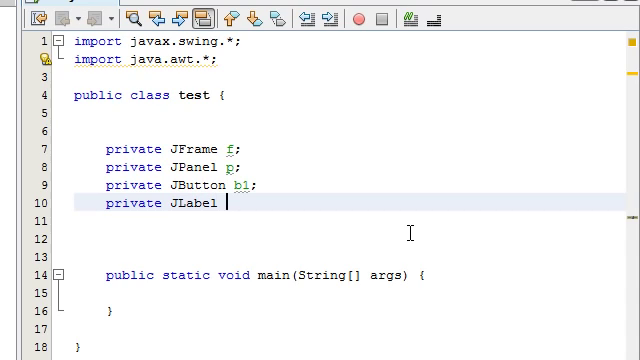 1 import javax.swing.*;
import java.awt.*;
3
4 public class test {
5
6
7 private JFrame f;
8 private JPanel p;
9 private JButton b1;
10 private JLabel
11
12
13
14 public static void main(String[] args) {
15
16 }
17
18 }